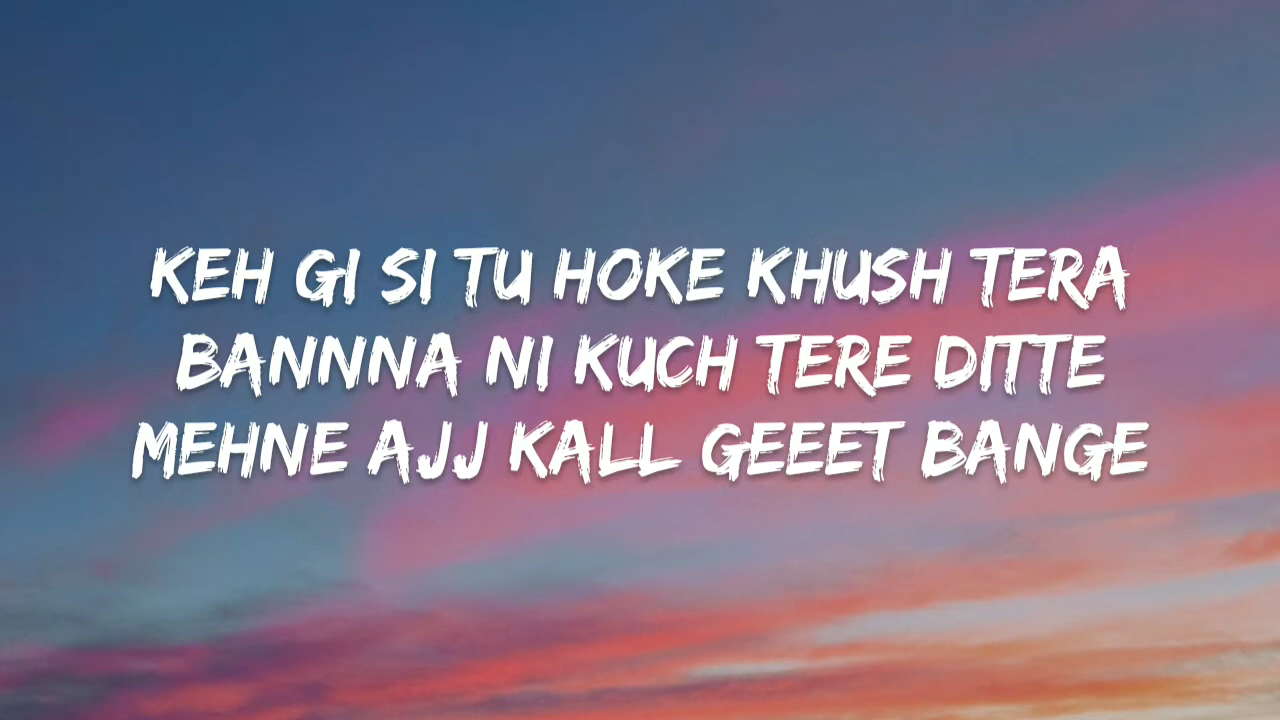 KEH GI SI TU HOKE KHUSH TERA
BANNNA NI KUCH TERE DITTE
MEHNE AJJ KALL GEEET BANGE